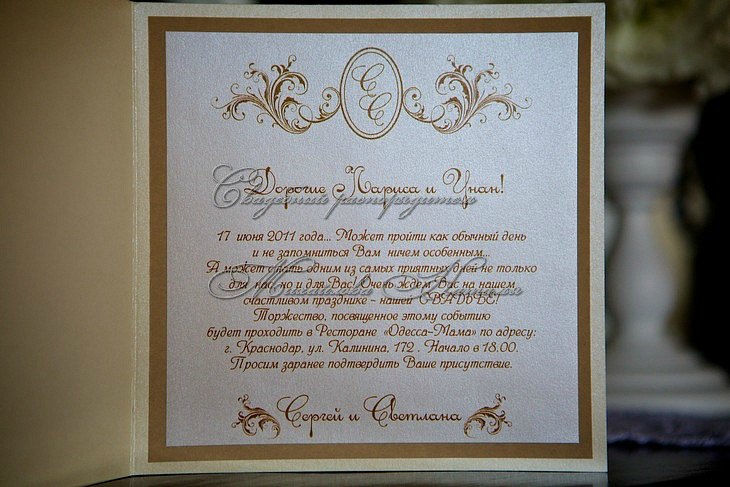 СС
Дорогие Лариса и Унан!
Свадебный распорядитель
17 июня 2011 года... Может пройти как обычный день
и не запомниться Вам ничем особенным...
А может стать одним из самых приятных дней не только
для нас, но и для Вас! Очень ждем Вас на нашем
счастливом празднике - нашей СВАДЬБЕ!
Торжество, посвященное этому событию
будет проходить в Ресторане «Одесса-Мама» по адресу:
г. Краснодар, ул. Калинина, 172 . Начало в 18.00.
Просим заранее подтвердить Ваше присутствие.
Сергей и Светлана